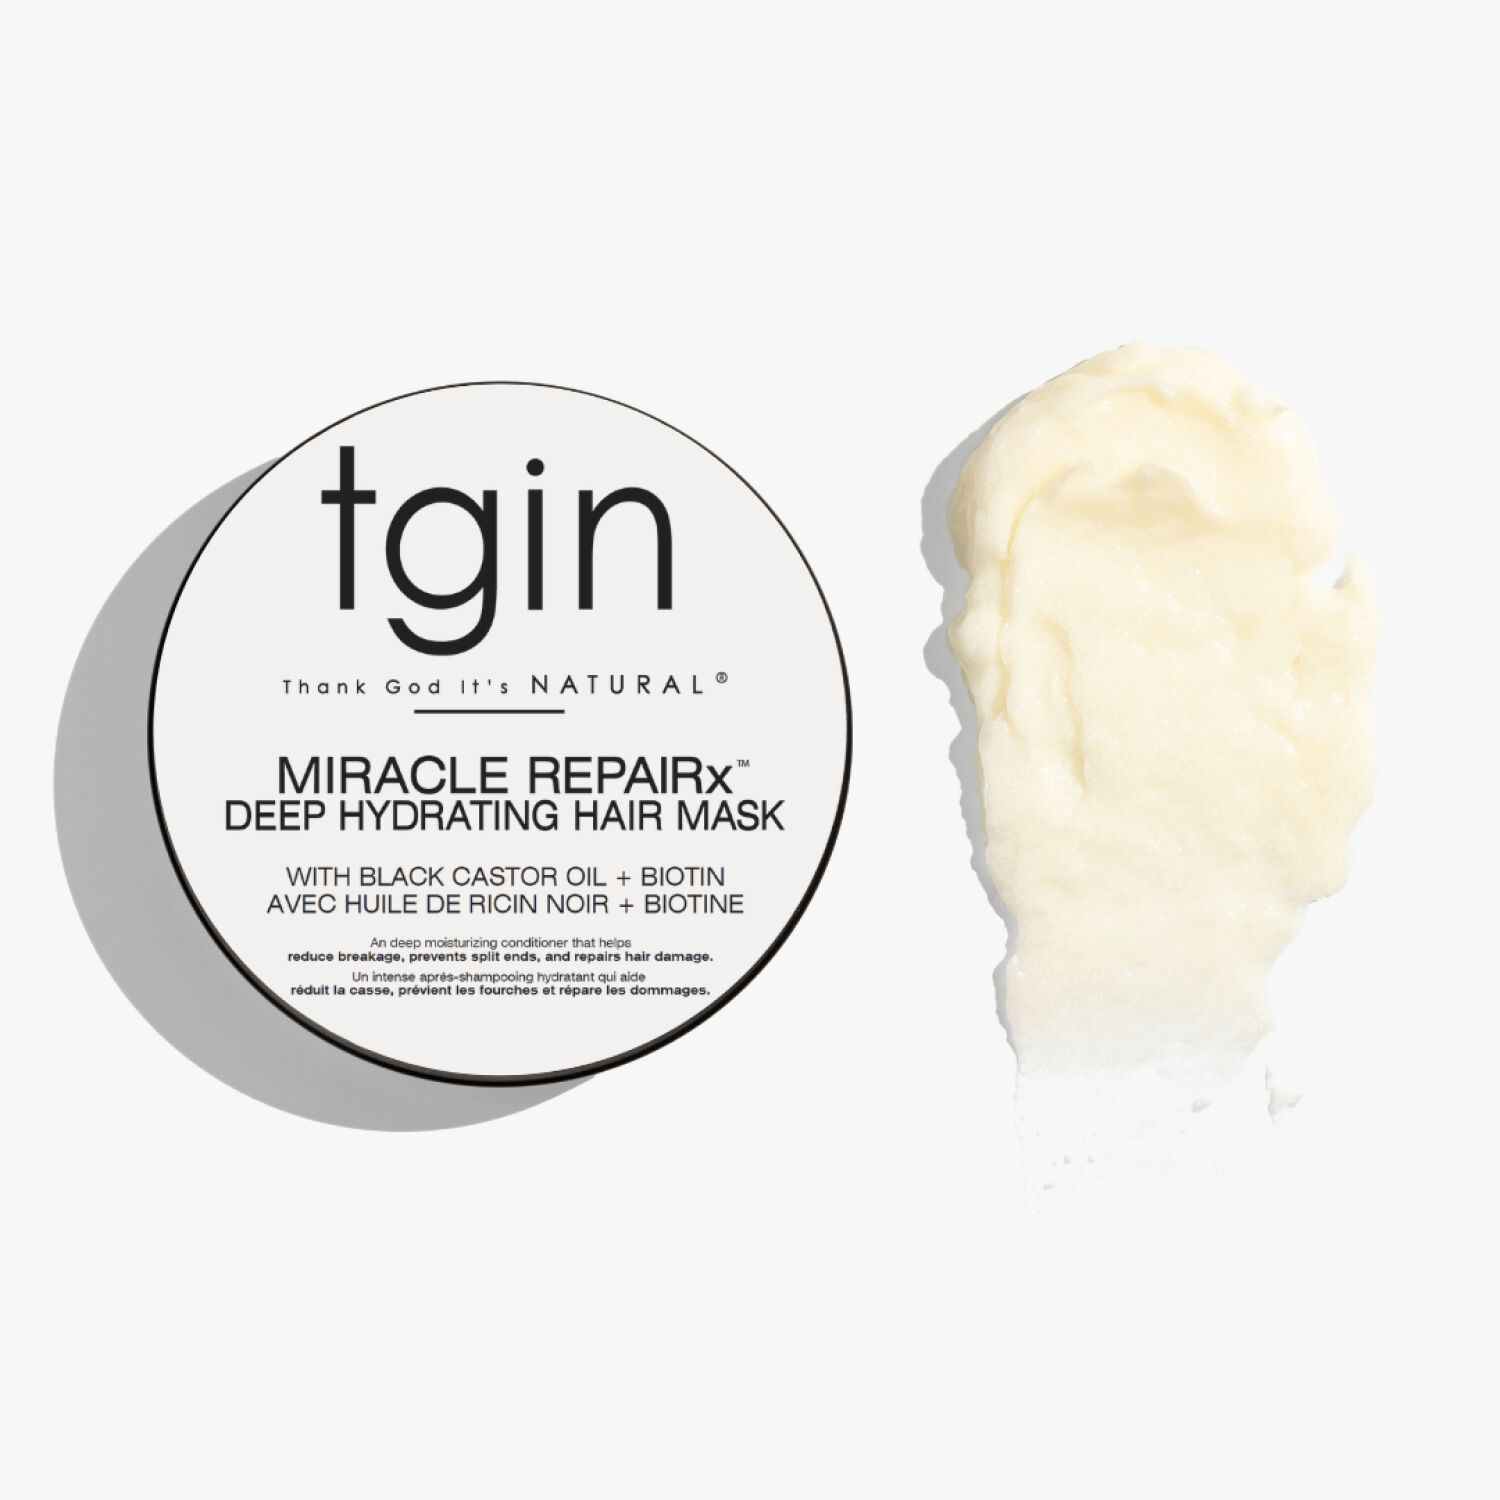 tgin
Thank God It's NATURAL®
MIRACLE REPAIRx™
DEEP HYDRATING HAIR MASK
WITH BLACK CASTOR OIL + BIOTIN
AVEC HUILE DE RICIN NOIR + BIOTINE
An deep moisturizing conditioner that helps
reduce breakage, prevents split ends, and repairs hair damage.
Un intense aprés-shampooing hydratant qui aide
réduit la casse, prévient les fourches et répare les dommages.